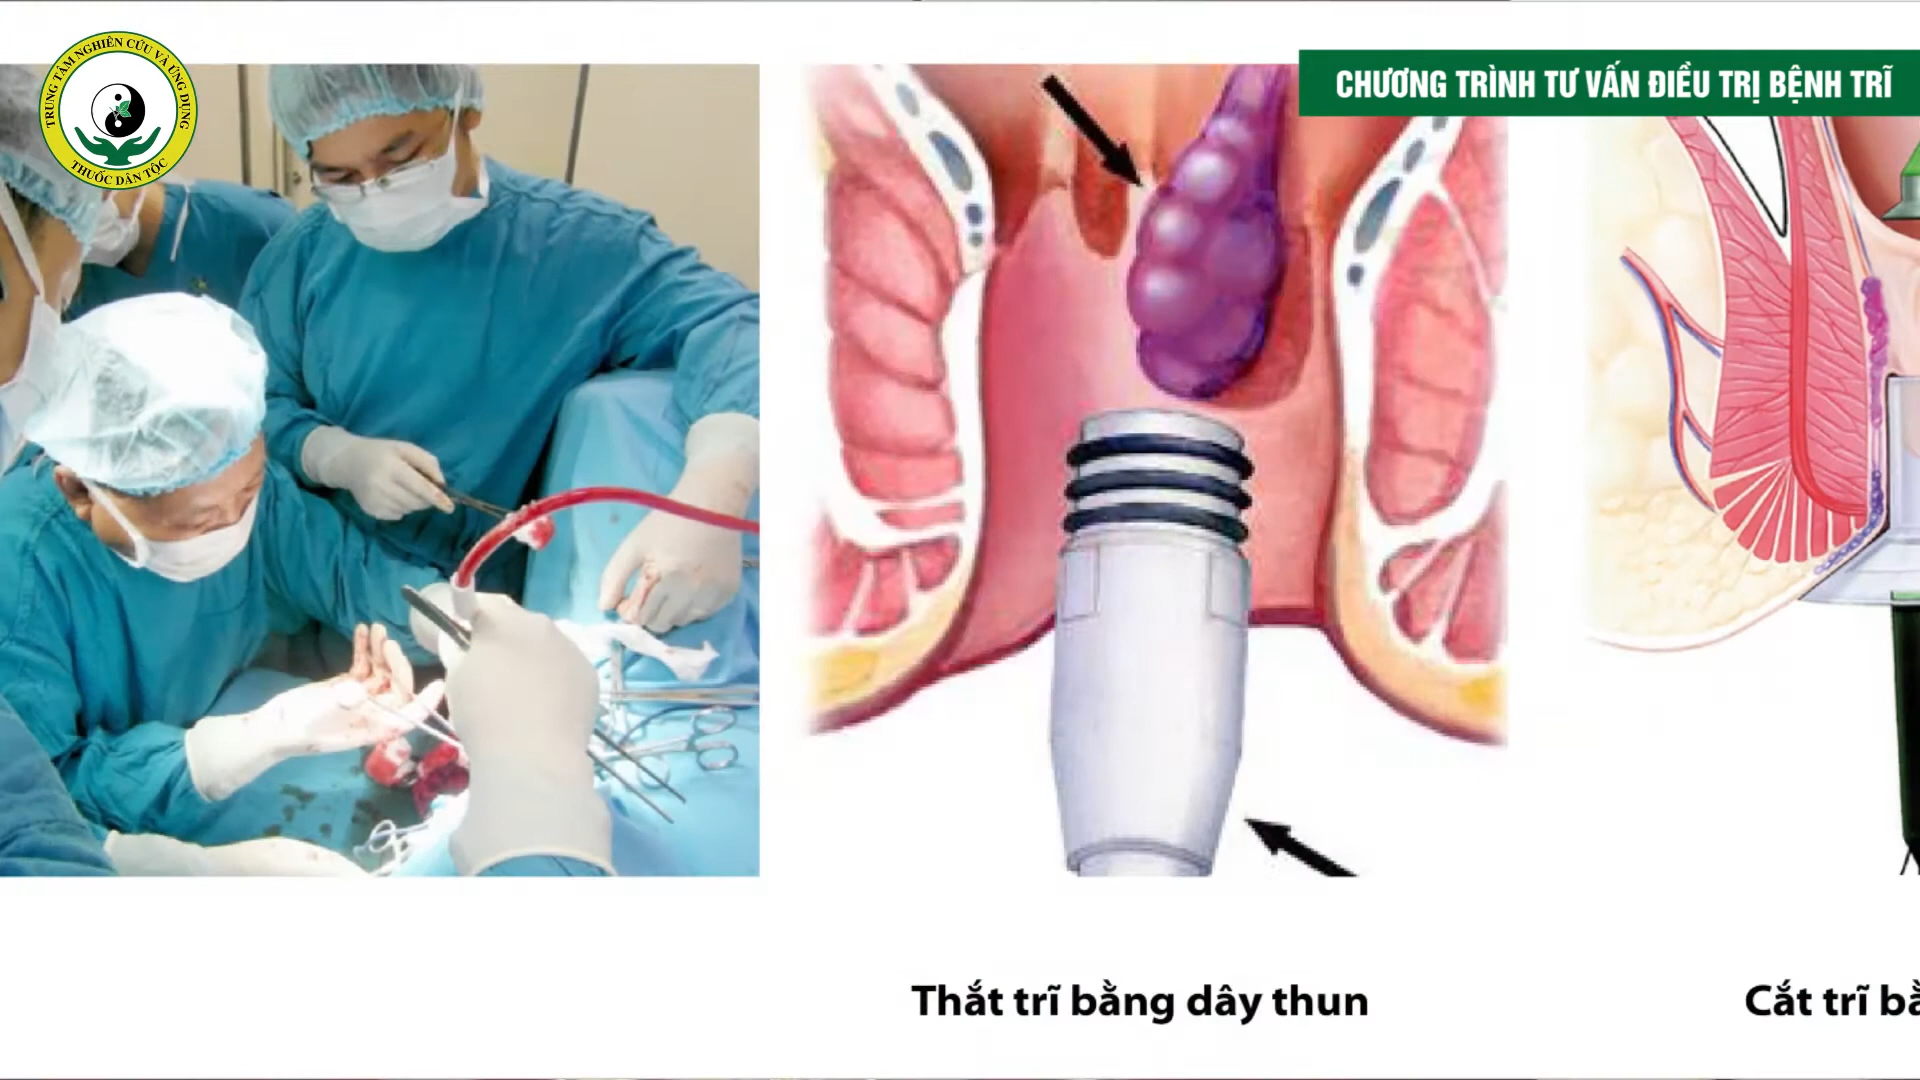 TRUNG TÂM NGHIÊN CỨU VÀ ỨNG DỤNG
THUỐC DÂN TỘC
CHƯƠNG TRÌNH TƯ VẤN ĐIỀU TRỊ BỆNH TRĨ
Thắt trĩ bằng dây thun
Cắt trĩ